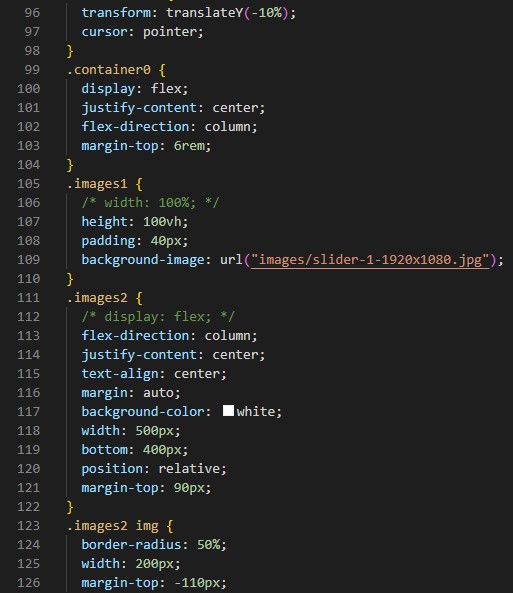 96 transform: translateY(-10%);
97 cursor: pointer;
98 }
99 .container0 {
100 display: flex;
101 justify-content: center;
102 flex-direction: column;
103 margin-top: 6rem;
104 }
105 .images1 {
106 /* width: 100%; */
107 height: 100vh;
108 padding: 40px;
109 background-image: url("images/slider-1-1920x1080.jpg");
110 }
111 .images2 {
112 /* display: flex; */
113 flex-direction: column;
114 justify-content: center;
115 text-align: center;
116 margin: auto;
117 background-color: white;
118 width: 500px;
119 bottom: 400px;
120 position: relative;
121 margin-top: 90px;
122 }
123 .images2 img {
124 border-radius: 50%;
125 width: 200px;
126 margin-top: -110px;